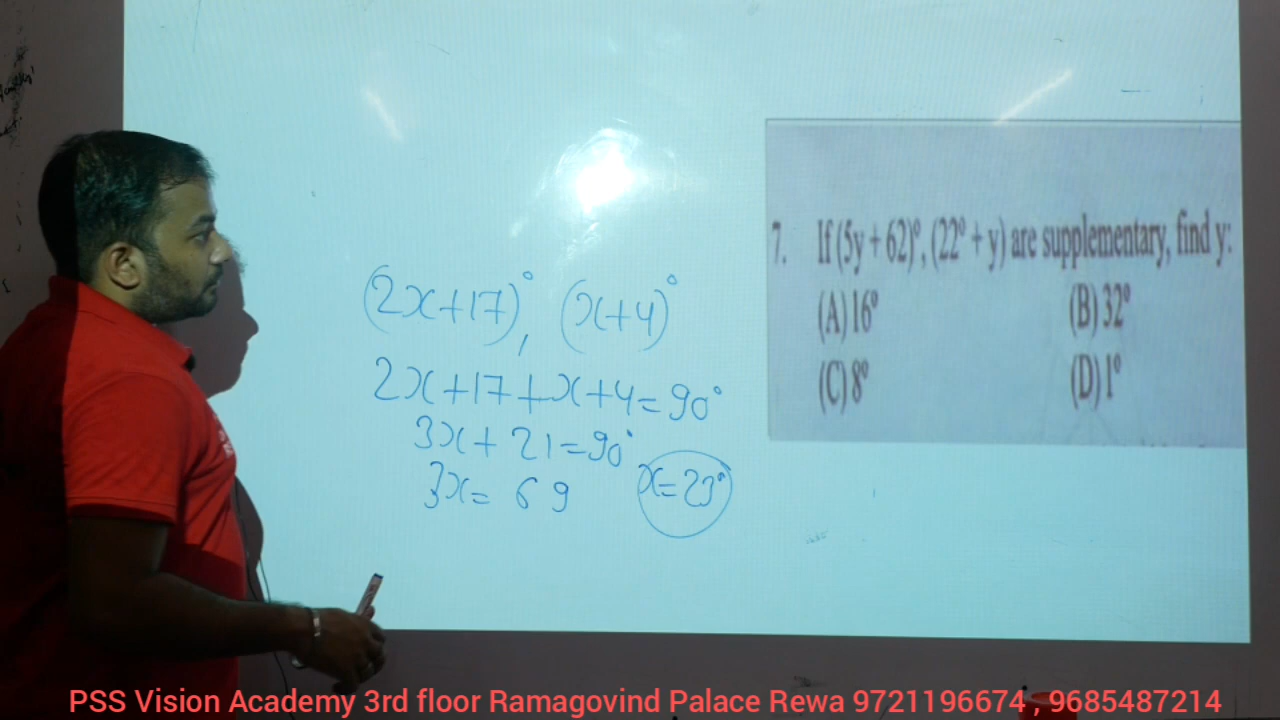 (2x+17)°, (x+4)°
2x+17+x+4=90°
3x+21=90°
3x=69
x=23°
7. If (5y+62)°, (22°+y) are supplementary, find y:
(A) 16° (B) 32°
(C) 8° (D) 1°
PSS Vision Academy 3rd floor Ramagovind Palace Rewa 9721196674 , 9685487214